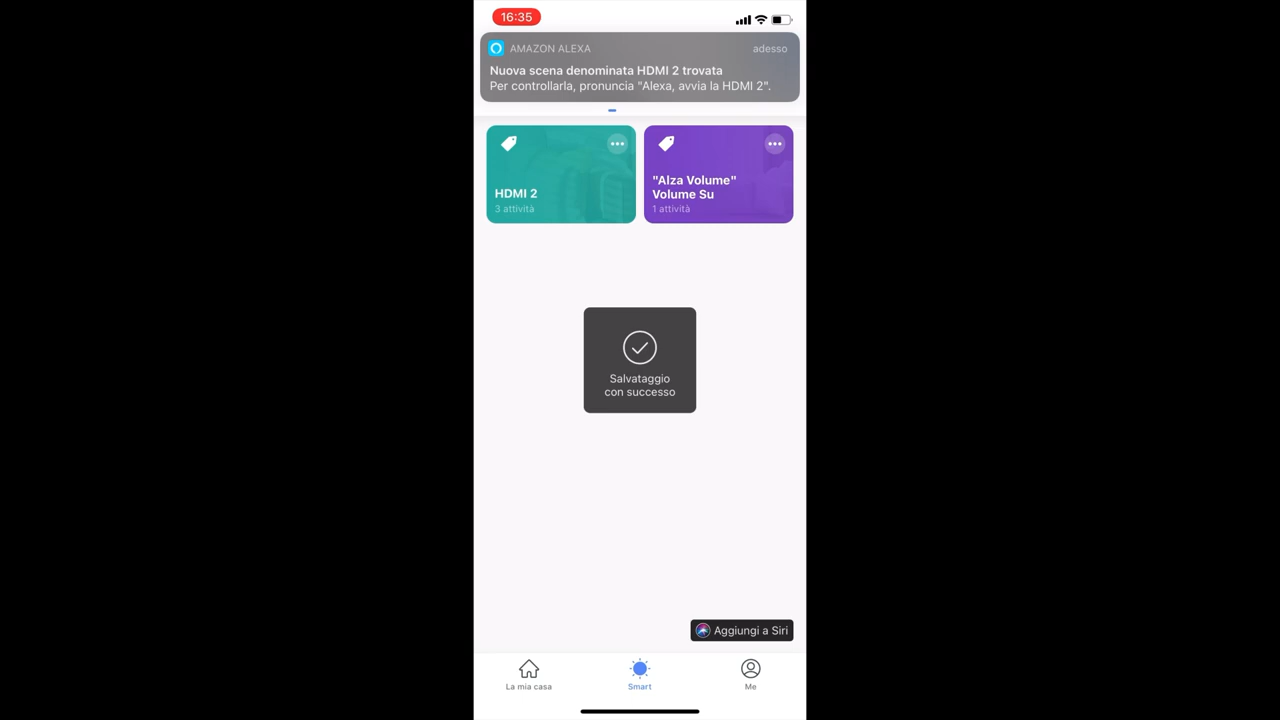 16:35
AMAZON ALEXA adesso
Nuova scena denominata HDMI 2 trovata
Per controllarla, pronuncia "Alexa, avvia la HDMI 2".
HDMI 2
3 attività
"Alza Volume"
Volume Su
1 attività
Salvataggio
con successo
Aggiungi a Siri
La mia casa
Smart
Me